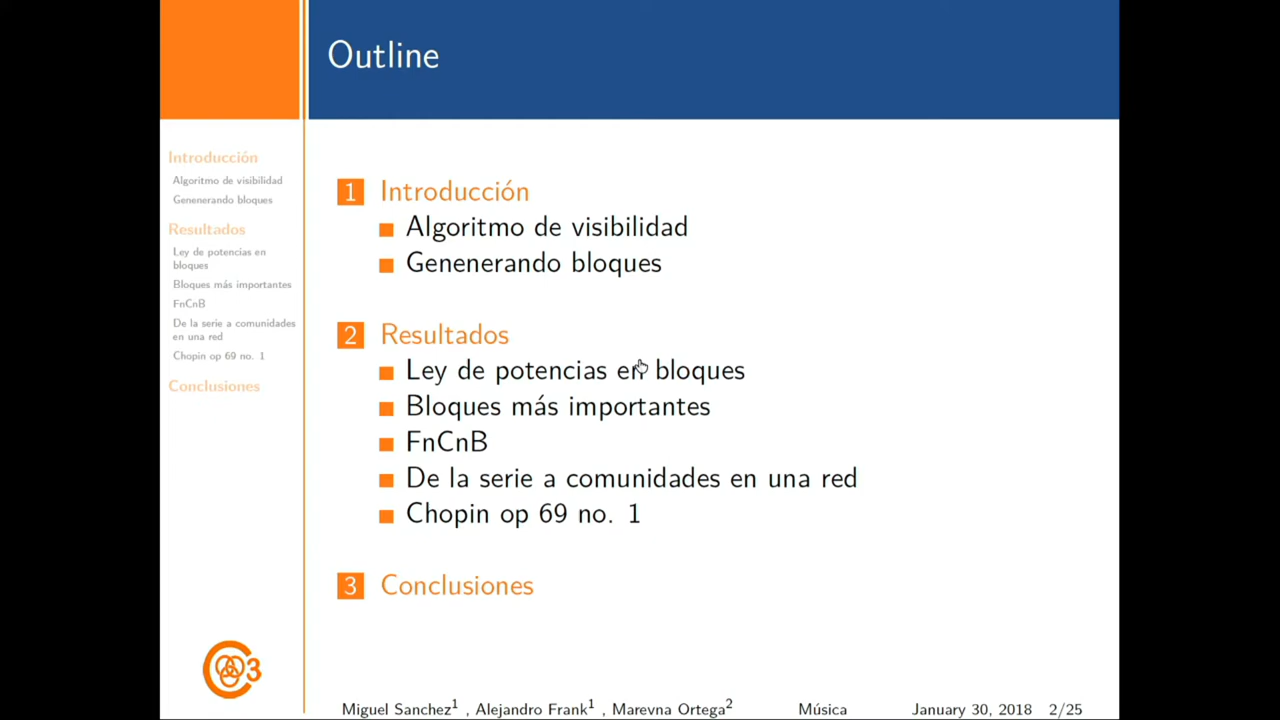 Outline
Introducción
Algoritmo de visibilidad
Genenerando bloques
Resultados
Ley de potencias en
bloques
Bloques más importantes
FnCnB
De la serie a comunidades
en una red
Chopin op 69 no. 1
Conclusiones
1 Introducción
Algoritmo de visibilidad
Genenerando bloques
2 Resultados
Ley de potencias en bloques
Bloques más importantes
FnCnB
De la serie a comunidades en una red
Chopin op 69 no. 1
3 Conclusiones
C3
Miguel Sanchez¹ , Alejandro Frank¹ , Marevna Ortega² Música January 30, 2018 2/25